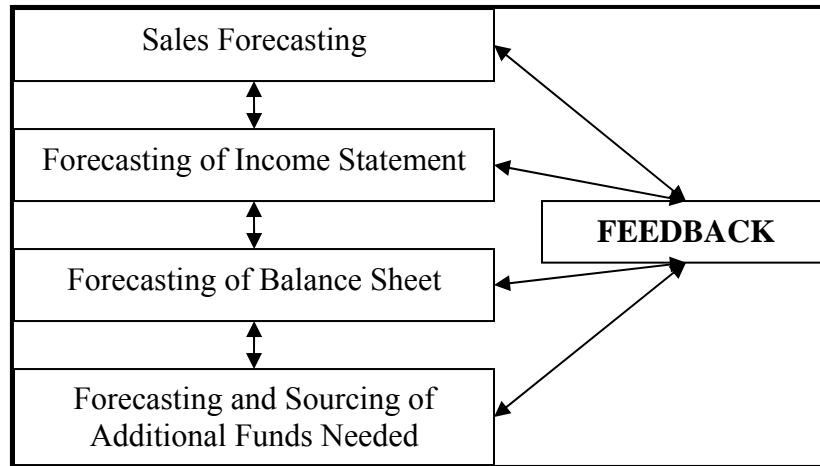 Sales Forecasting
Forecasting of Income Statement
FEEDBACK
Forecasting of Balance Sheet
Forecasting and Sourcing of
Additional Funds Needed